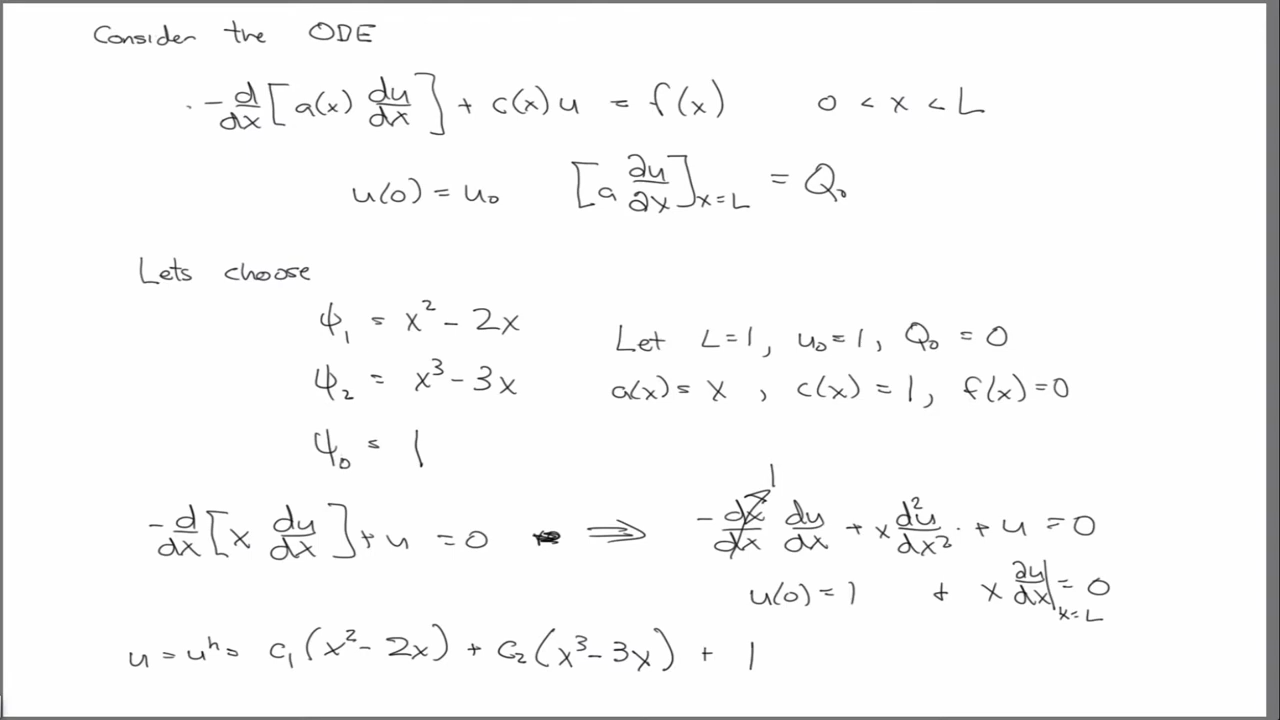 Consider the ODE
-d/dx [a(x) du/dx] + c(x)u = f(x)   0 < x < L
u(0) = u₀   [a ∂u/∂x]ₓ₌L = Q₀
Lets choose
ψ₁ = x² - 2x
Let L=1, u₀=1, Q₀ = 0
ψ₂ = x³ - 3x
a(x) = x, c(x) = 1, f(x) = 0
ψ₀ = 1
-d/dx [x du/dx] + u = 0 ⇒ -dx/dx 1 du/dx + x d²u/dx² + u = 0
u(0) = 1 + x ∂u/dx|ₓ₌L = 0
u = uʰ = c₁(x² - 2x) + c₂(x³ - 3x) + 1